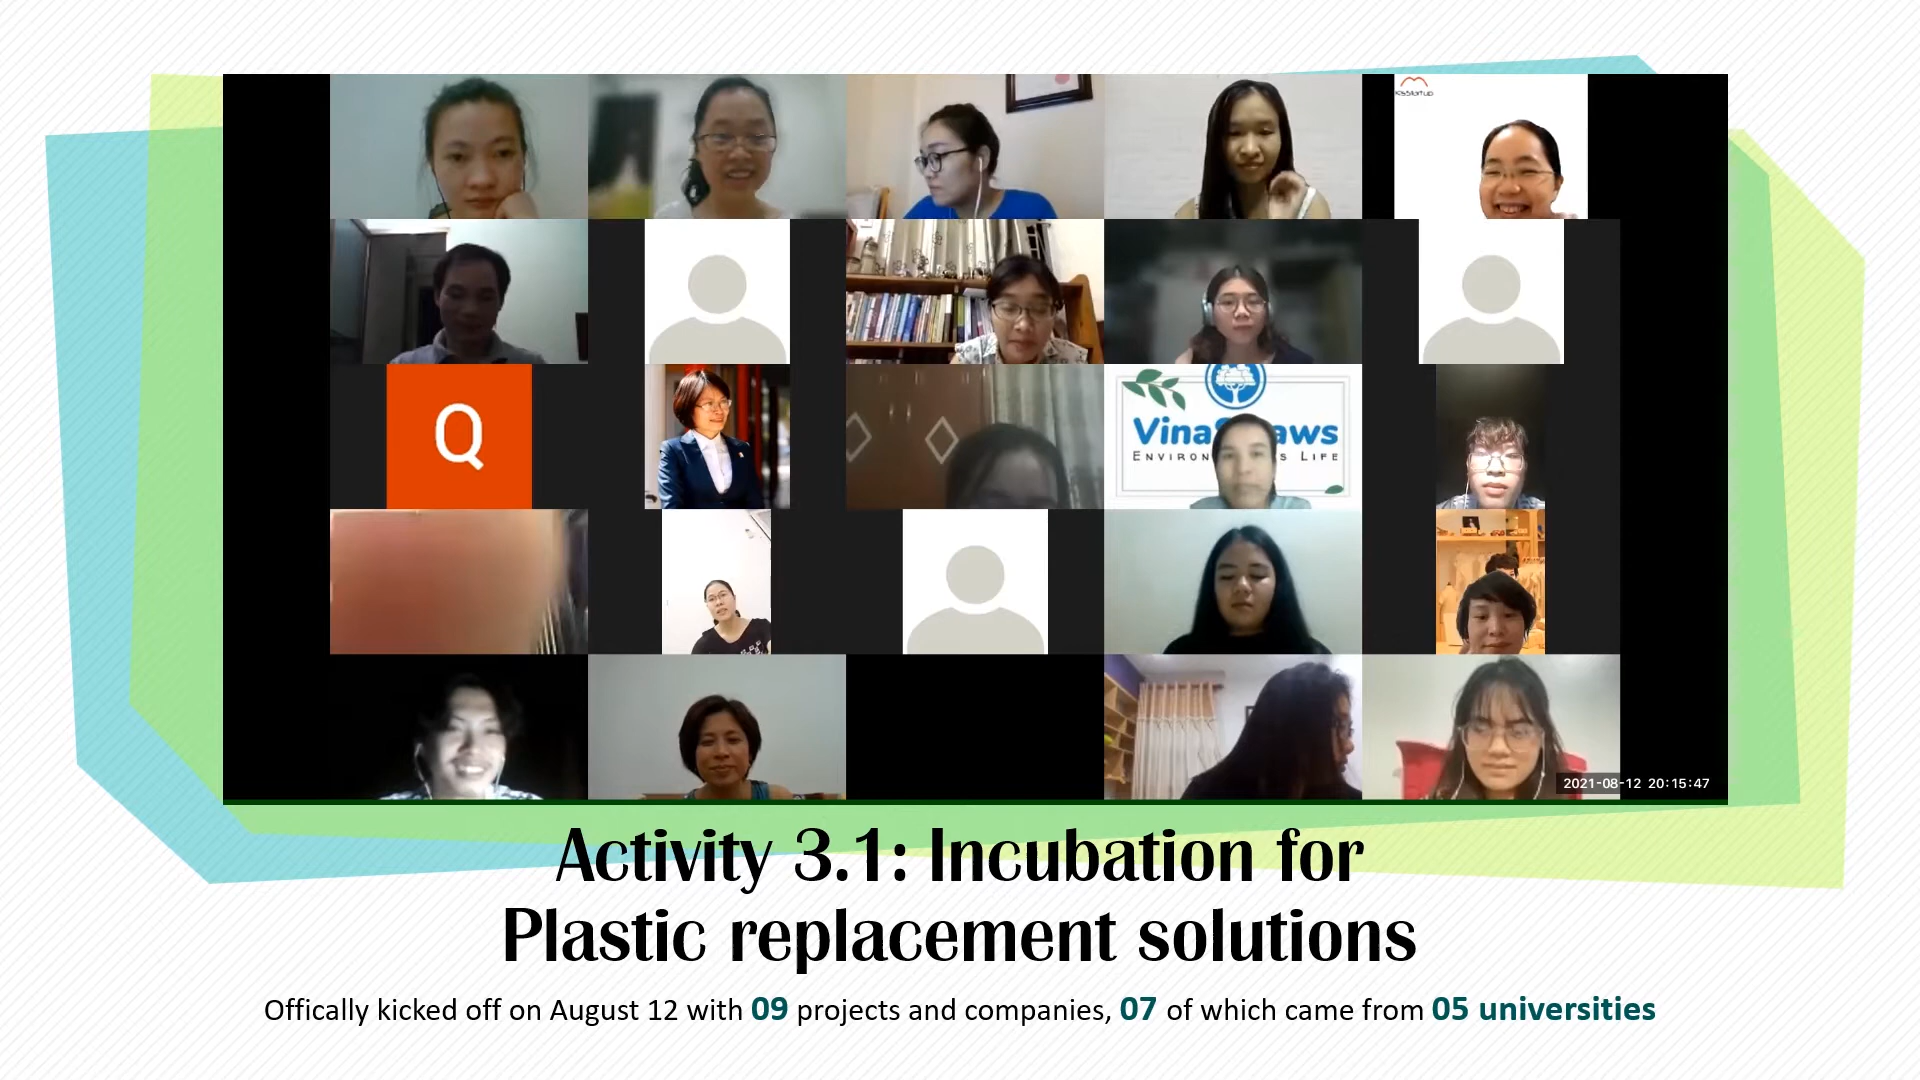 KisStartup
Q
Vina
aws
ENVIRON
S LIFE
2021-08-12 20:15:47
Activity 3.1: Incubation for
Plastic replacement solutions
Offically kicked off on August 12 with 09 projects and companies, 07 of which came from 05 universities